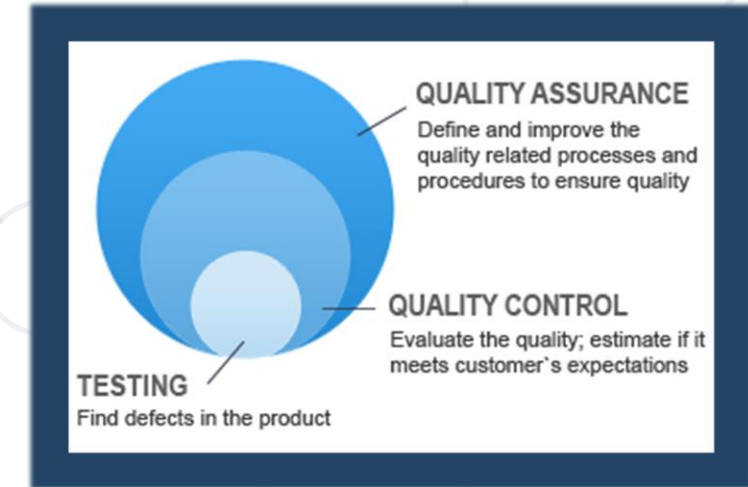 QUALITY ASSURANCE
Define and improve the
quality related processes and
procedures to ensure quality
QUALITY CONTROL
Evaluate the quality; estimate if it
meets customer`s expectations
TESTING
Find defects in the product